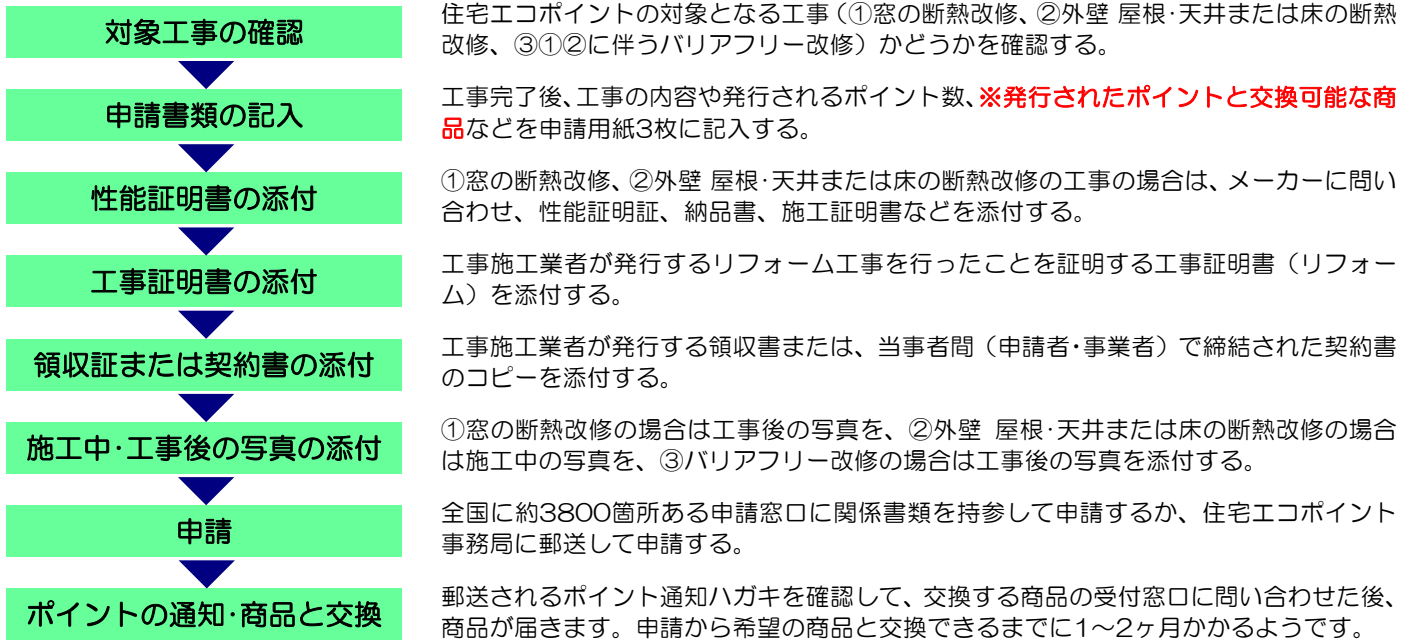 対象工事の確認
住宅エコポイントの対象となる工事（①窓の断熱改修、②外壁 屋根・天井または床の断熱
改修、③①②に伴うバリアフリー改修）かどうかを確認する。
申請書類の記入
工事完了後、工事の内容や発行されるポイント数、※発行されたポイントと交換可能な商
品などを申請用紙3枚に記入する。
性能証明書の添付
①窓の断熱改修、②外壁 屋根・天井または床の断熱改修の工事の場合は、メーカーに問い
合わせ、性能証明証、納品書、施工証明書などを添付する。
工事証明書の添付
工事施工業者が発行するリフォーム工事を行ったことを証明する工事証明書（リフォー
ム）を添付する。
領収証または契約書の添付
工事施工業者が発行する領収書または、当事者間（申請者・事業者）で締結された契約書
のコピーを添付する。
施工中・工事後の写真の添付
①窓の断熱改修の場合は工事後の写真を、②外壁 屋根・天井または床の断熱改修の場合
は施工中の写真を、③バリアフリー改修の場合は工事後の写真を添付する。
申請
全国に約3800箇所ある申請窓口に関係書類を持参して申請するか、住宅エコポイント
事務局に郵送して申請する。
ポイントの通知・商品と交換
郵送されるポイント通知ハガキを確認して、交換する商品の受付窓口に問い合わせた後、
商品が届きます。申請から希望の商品と交換できるまでに1～2ヶ月かかるようです。